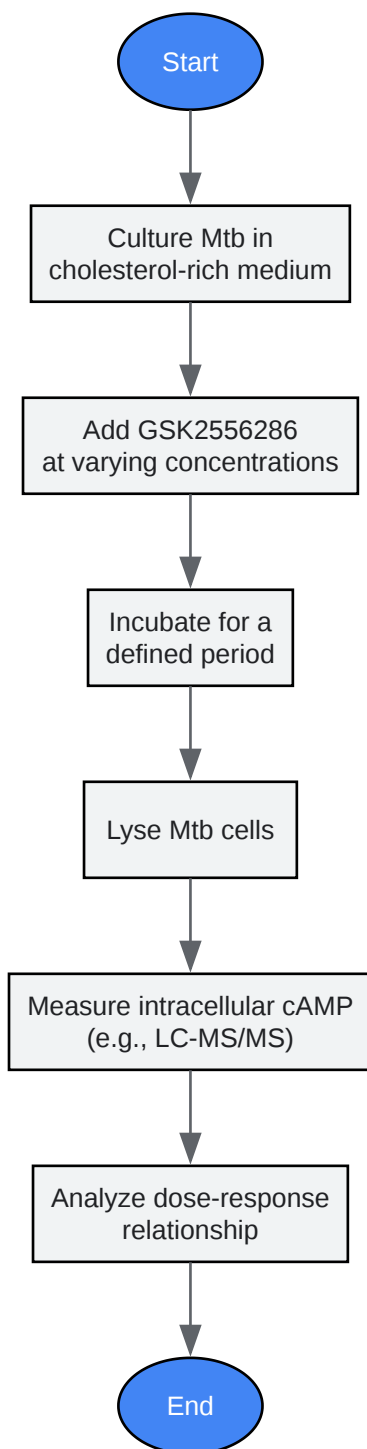 Start
Culture Mtb in
cholesterol-rich medium
Add GSK2556286
at varying concentrations
Incubate for a
defined period
Lyse Mtb cells
Measure intracellular cAMP
(e.g., LC-MS/MS)
Analyze dose-response
relationship
End